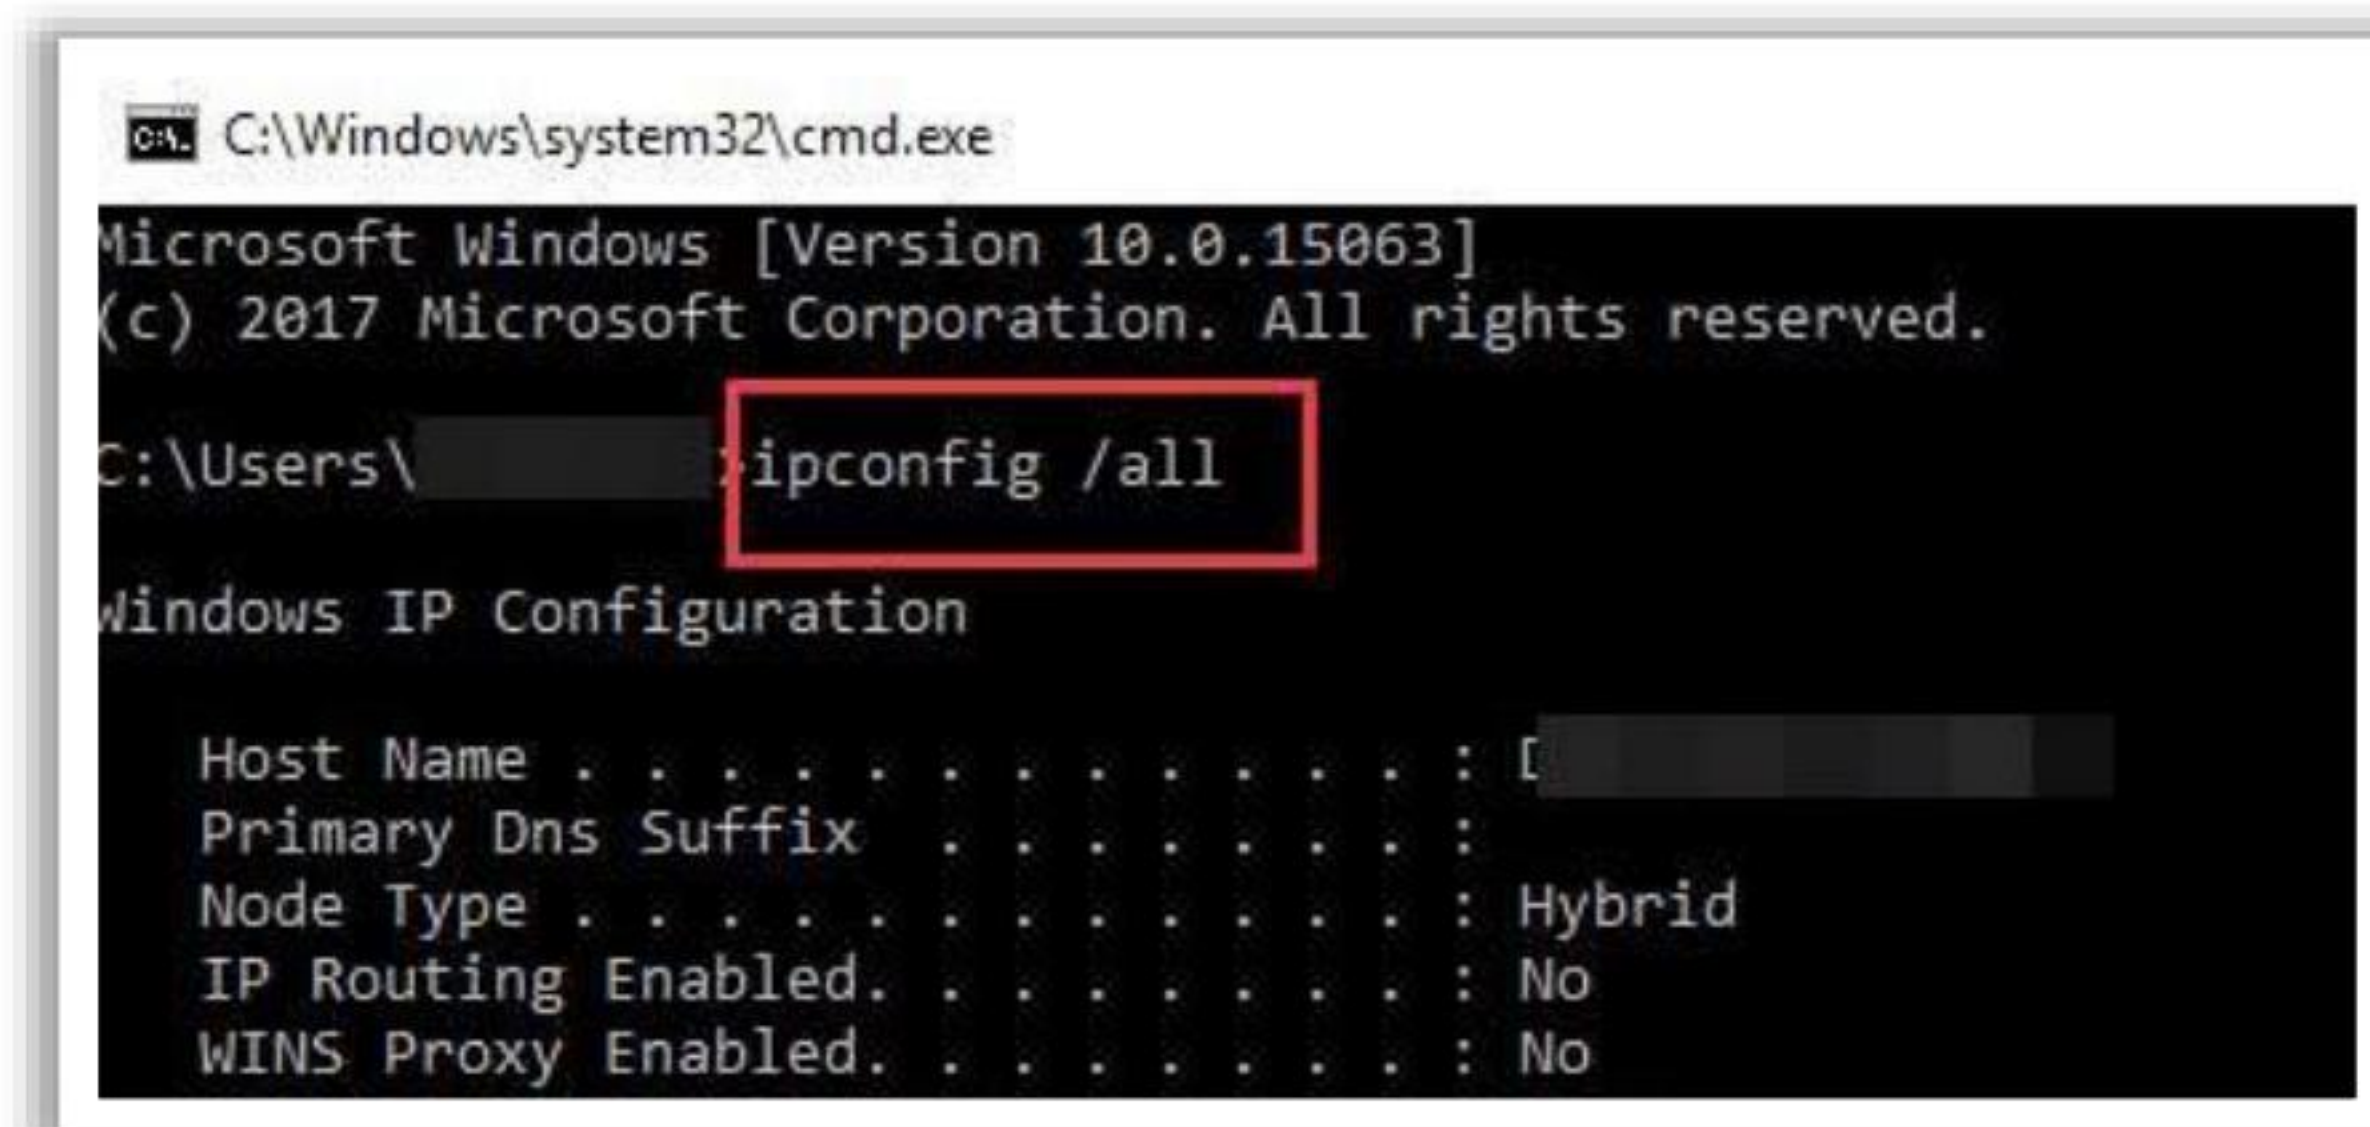 C:\Windows\system32\cmd.exe
Microsoft Windows [Version 10.0.15063]
(c) 2017 Microsoft Corporation. All rights reserved.
C:\Users\ >ipconfig /all
Windows IP Configuration
Host Name . . . . . . . . . . . . :
Primary Dns Suffix . . . . . . . :
Node Type . . . . . . . . . . . . : Hybrid
IP Routing Enabled. . . . . . . . : No
WINS Proxy Enabled. . . . . . . . : No